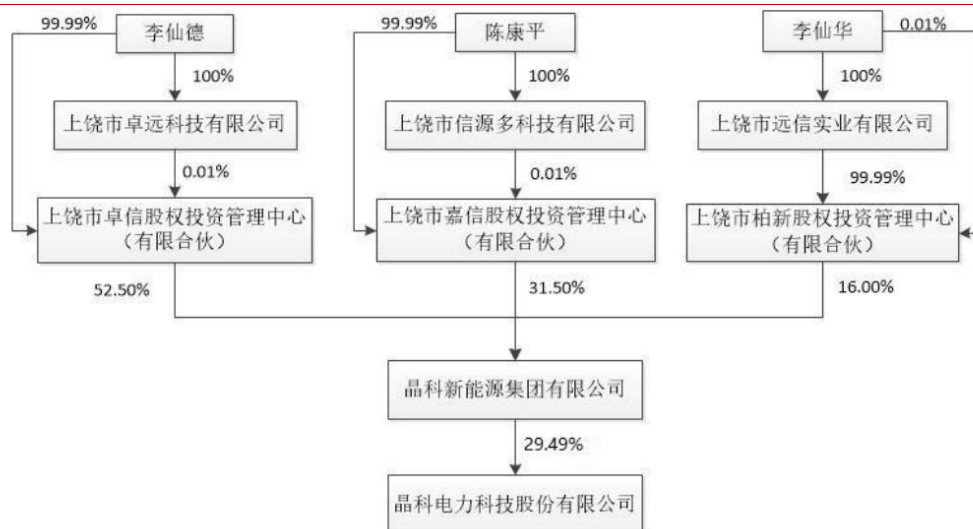 99.99%
李仙德
99.99%
陈康平
李仙华
0.01%
100%
100%
100%
上饶市卓远科技有限公司
上饶市信源多科技有限公司
上饶市远信实业有限公司
0.01%
0.01%
99.99%
上饶市卓信股权投资管理中心
（有限合伙）
上饶市嘉信股权投资管理中心
（有限合伙）
上饶市柏新股权投资管理中心
（有限合伙）
52.50%
31.50%
16.00%
晶科新能源集团有限公司
29.49%
晶科电力科技股份有限公司